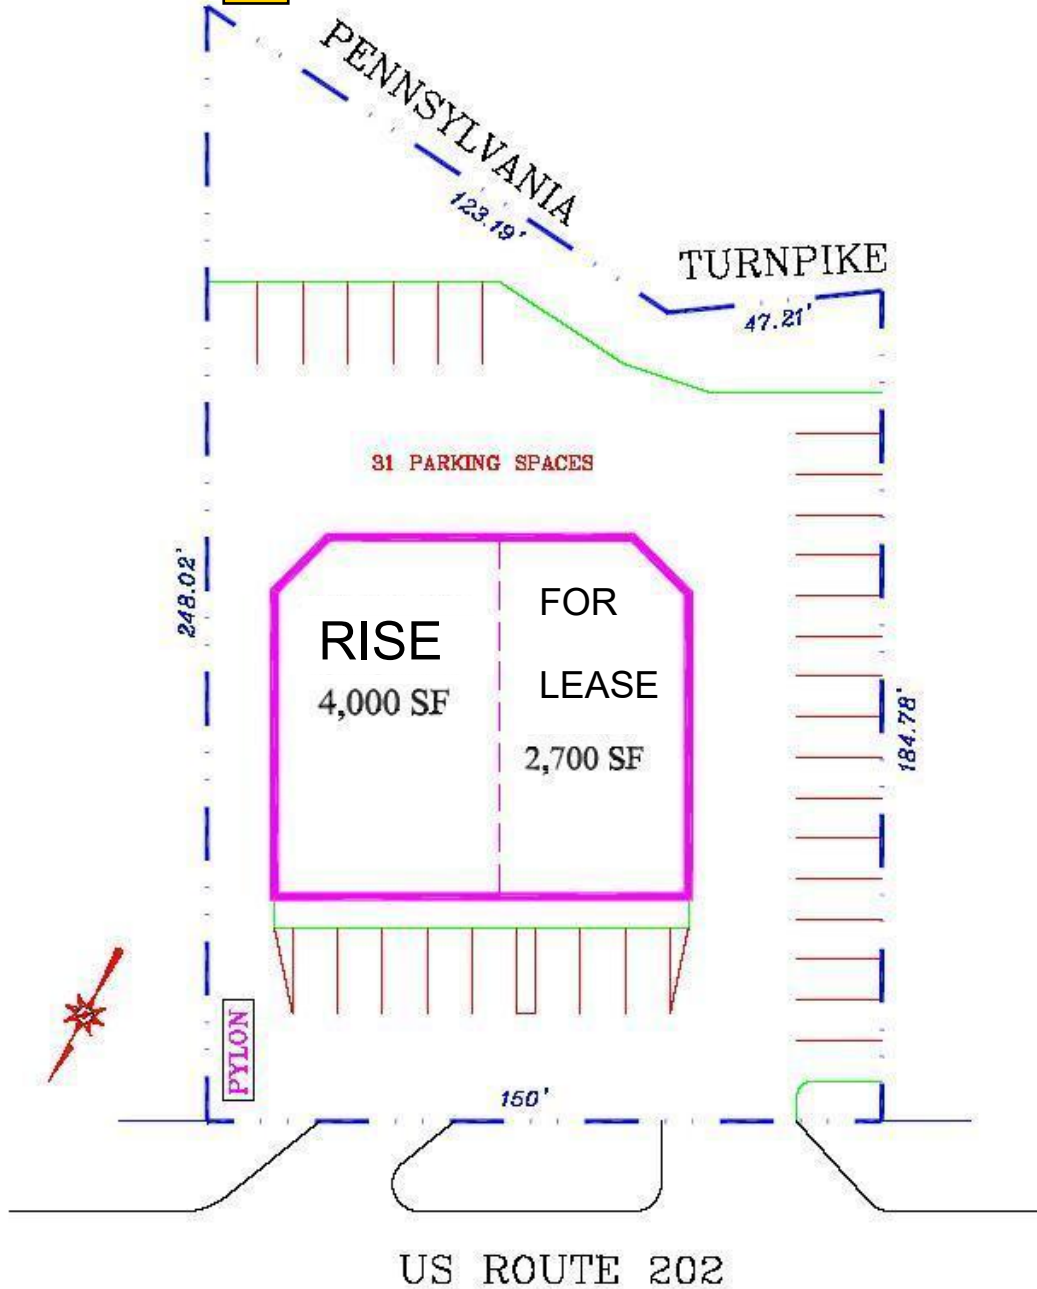 PENNSYLVANIA
123.19'
TURNPIKE
47.21'
31 PARKING SPACES
248.02'
RISE
4,000 SF
FOR
LEASE
2,700 SF
184.78'
PYLON
150'
US ROUTE 202